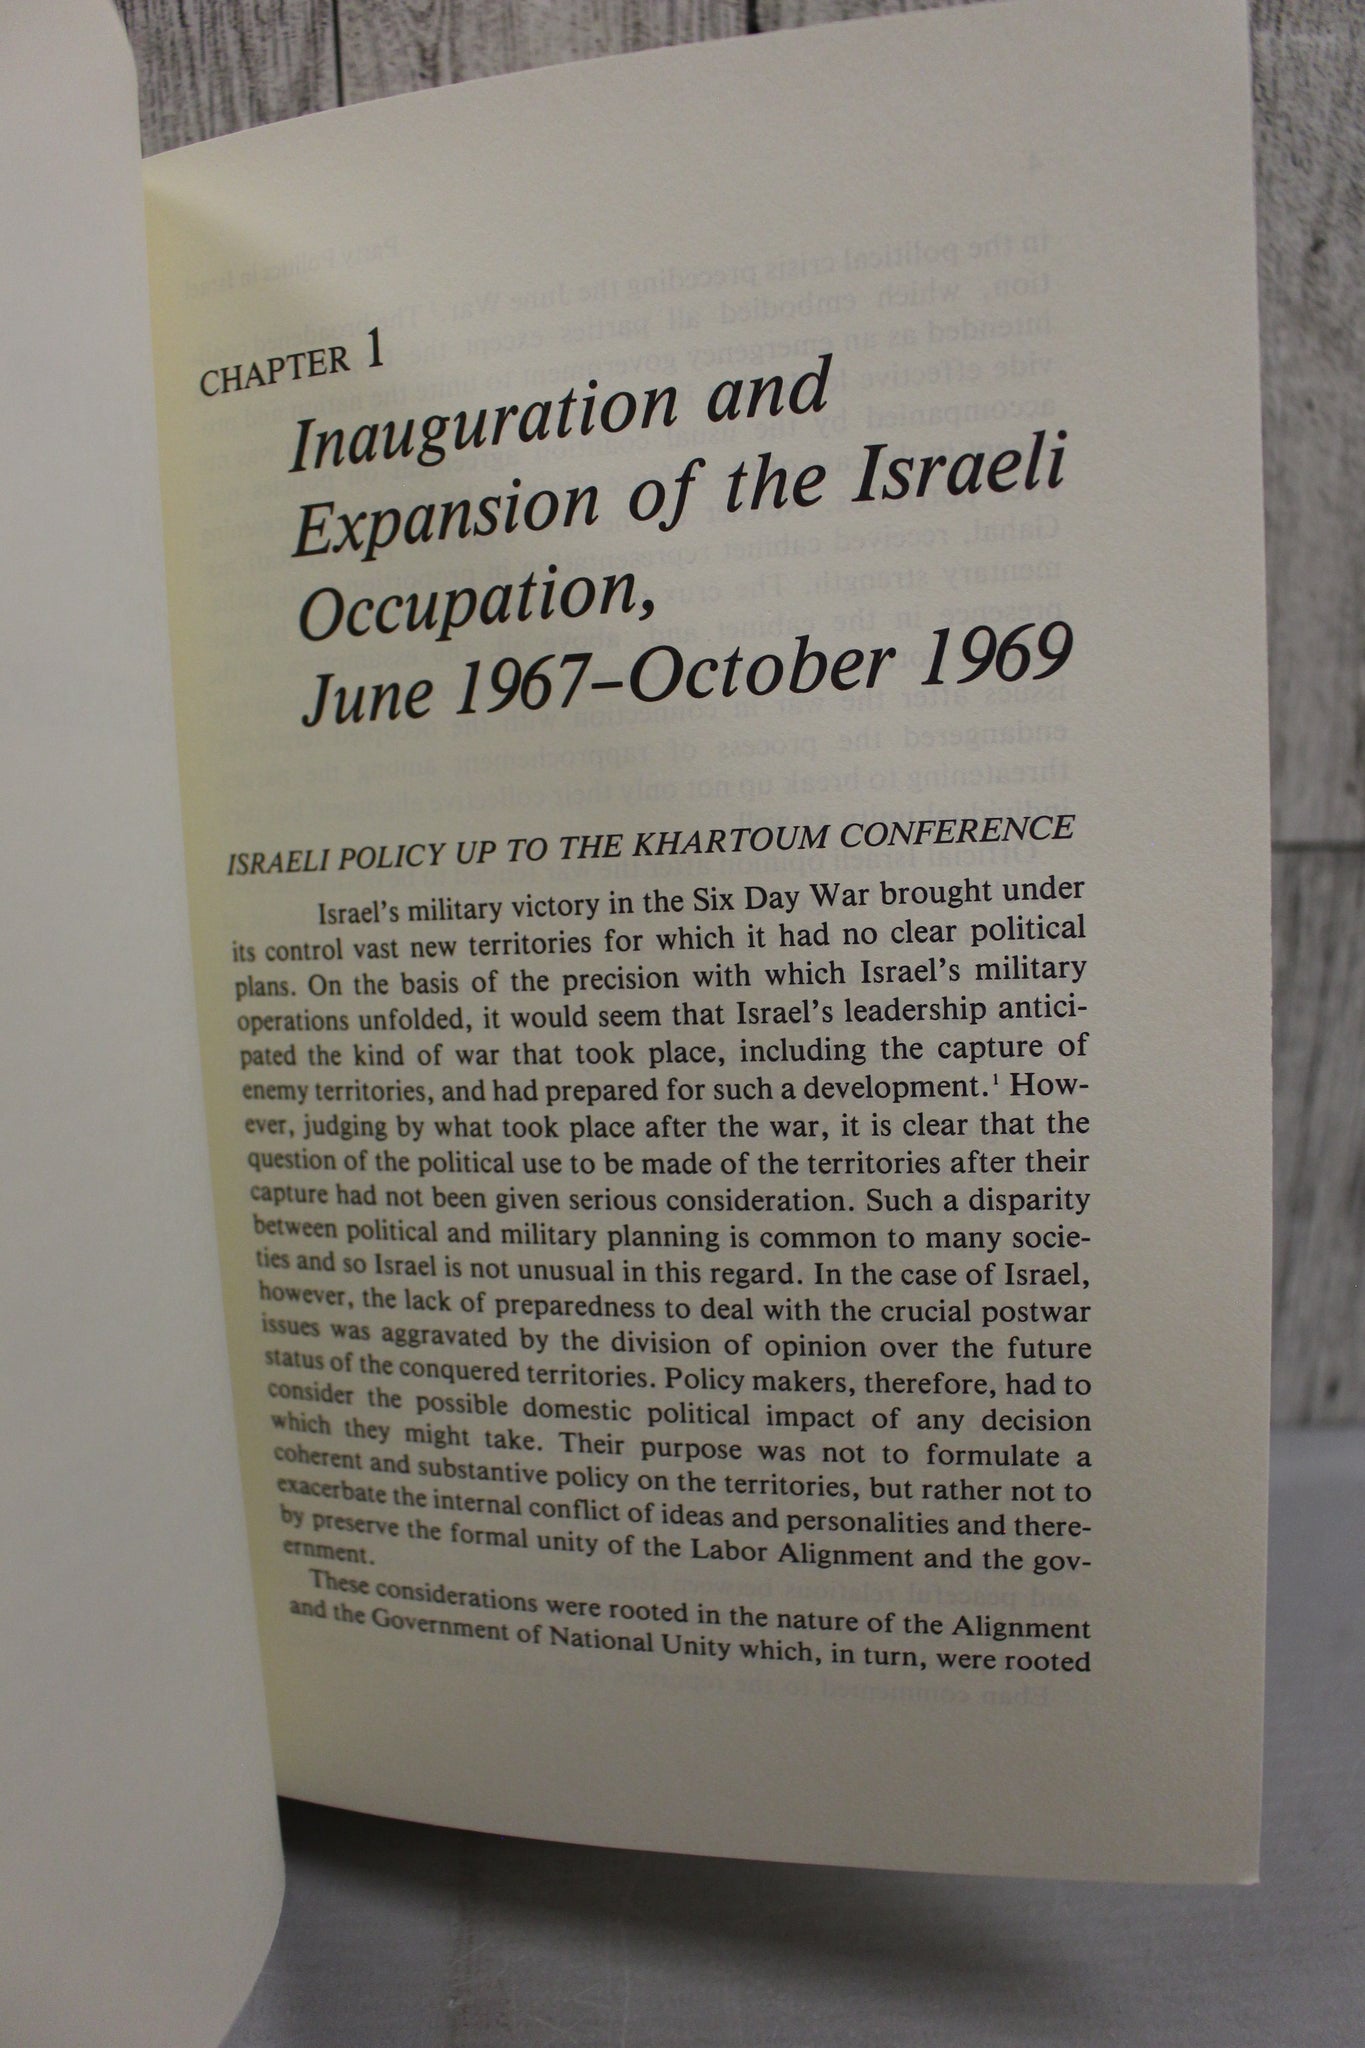 CHAPTER 1
Inauguration and
Expansion of the Israeli
Occupation,
June 1967–October 1969
ISRAELI POLICY UP TO THE KHARTOUM CONFERENCE
Israel's military victory in the Six Day War brought under
its control vast new territories for which it had no clear political
plans. On the basis of the precision with which Israel's military
operations unfolded, it would seem that Israel's leadership antici-
pated the kind of war that took place, including the capture of
enemy territories, and had prepared for such a development.¹ How-
ever, judging by what took place after the war, it is clear that the
question of the political use to be made of the territories after their
capture had not been given serious consideration. Such a disparity
between political and military planning is common to many socie-
ties and so Israel is not unusual in this regard. In the case of Israel,
however, the lack of preparedness to deal with the crucial postwar
issues was aggravated by the division of opinion over the future
status of the conquered territories. Policy makers, therefore, had to
consider the possible domestic political impact of any decision
which they might take. Their purpose was not to formulate a
coherent and substantive policy on the territories, but rather not to
exacerbate the internal conflict of ideas and personalities and there-
by preserve the formal unity of the Labor Alignment and the gov-
ernment.
These considerations were rooted in the nature of the Alignment
and the Government of National Unity which, in turn, were rooted